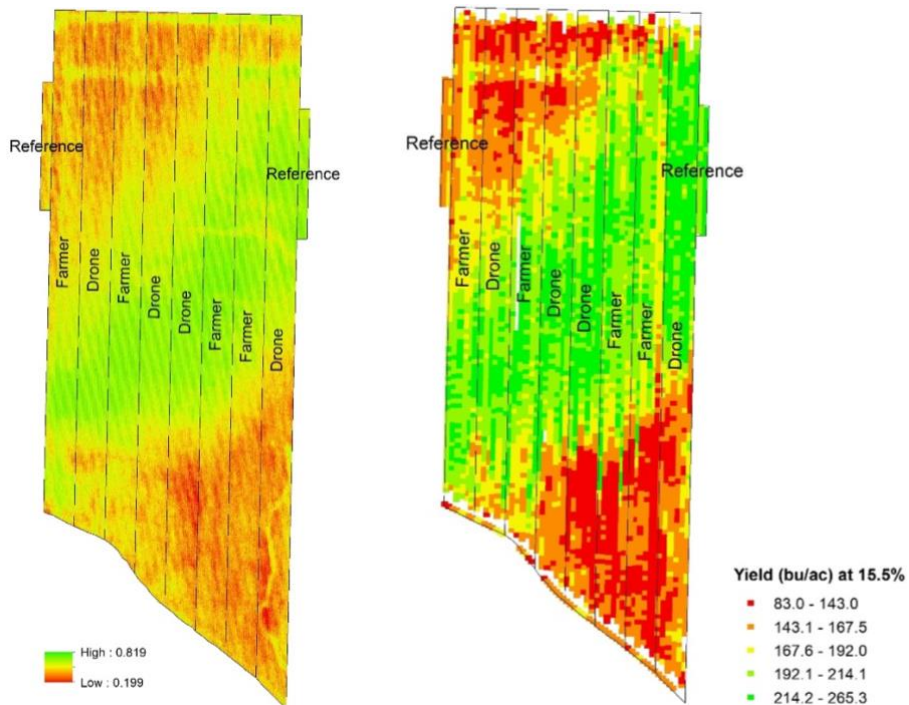 Reference
Reference
Farmer
Drone
Farmer
Drone
Drone
Farmer
Farmer
Drone
High : 0.819
Low : 0.199
Reference
Reference
Farmer
Drone
Farmer
Drone
Drone
Farmer
Farmer
Drone
Yield (bu/ac) at 15.5%
83.0 - 143.0
143.1 - 167.5
167.6 - 192.0
192.1 - 214.1
214.2 - 265.3